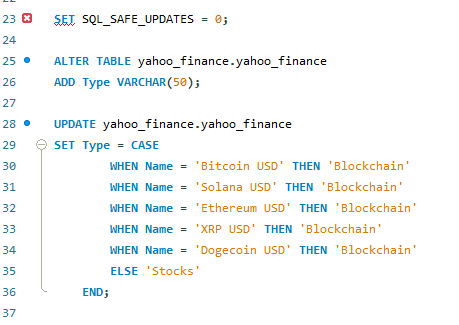 23 SET SQL_SAFE_UPDATES = 0;
24
25 ALTER TABLE yahoo_finance.yahoo_finance
26 ADD Type VARCHAR(50);
27
28 UPDATE yahoo_finance.yahoo_finance
29 SET Type = CASE
30 WHEN Name = 'Bitcoin USD' THEN 'Blockchain'
31 WHEN Name = 'Solana USD' THEN 'Blockchain'
32 WHEN Name = 'Ethereum USD' THEN 'Blockchain'
33 WHEN Name = 'XRP USD' THEN 'Blockchain'
34 WHEN Name = 'Dogecoin USD' THEN 'Blockchain'
35 ELSE 'Stocks'
36 END;
37